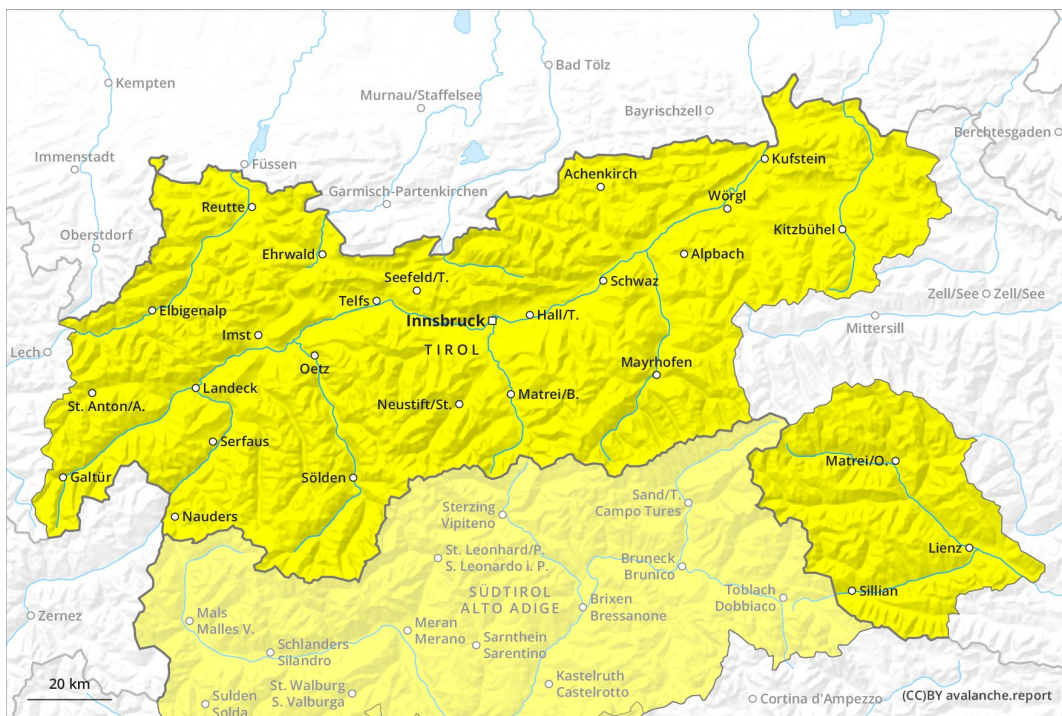 Kempten
Bad Tölz
Murnau/Staffelsee
Bayrischzell
Berchtesgaden
Immenstadt
Füssen
Kufstein
Garmisch-Partenkirchen
Achenkirch
Reutte
Wörgl
Oberstdorf
Kitzbühel
Ehrwald
Alpbach
Seefeld/T.
Schwaz
Telfs
Zell/See
Zell/See
Elbigenalp
Innsbruck
Hall/T.
Mittersill
Imst
TIROL
Lech
Oetz
Mayrhofen
Landeck
St. Anton/A.
Neustift/St.
Matrei/B.
Serfaus
Matrei/O.
Galtür
Sölden
Sand/T.
Campo Tures
Sterzing
Vipiteno
Nauders
Lienz
St. Leonhard/P.
S. Leonardo i. P.
Bruneck
Brunico
SÜDTIROL
ALTO ADIGE
Toblach
Dobbiaco
Sillian
Brixen
Bressanone
Zernez
Mals
Malles V.
Meran
Merano
Sarnthein
Sarentino
Schlanders
Silandro
20 km
St. Walburg
S. Valburga
Kastelruth
Castelrotto
Sulden
Solda
Cortina d'Ampezzo
(CC)BY avalanche.report